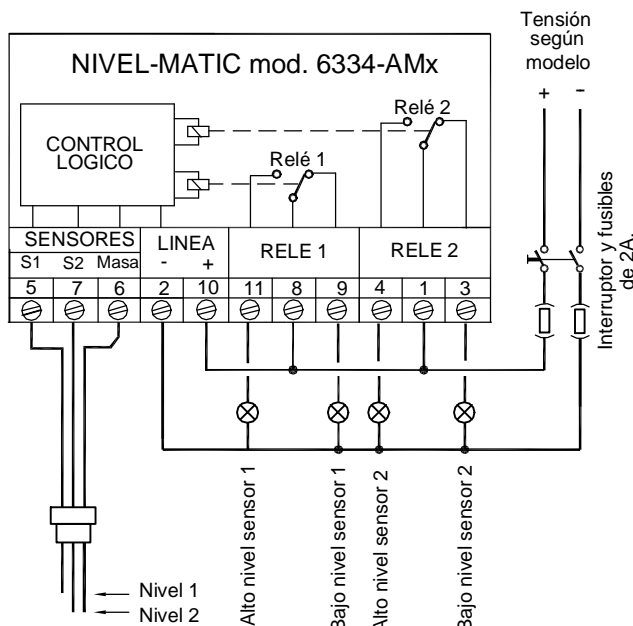 Tensión
según
modelo
+ -
NIVEL-MATIC mod. 6334-AMx
CONTROL
LOGICO
Relé 2
Relé 1
Interruptor y fusibles
de 2A.
SENSORES
S1 S2 Masa
LINEA
- +
RELE 1
RELE 2
5 7 6 2 10 11 8 9 4 1 3
Alto nivel sensor 1
Bajo nivel sensor 1
Alto nivel sensor 2
Bajo nivel sensor 2
Nivel 1
Nivel 2